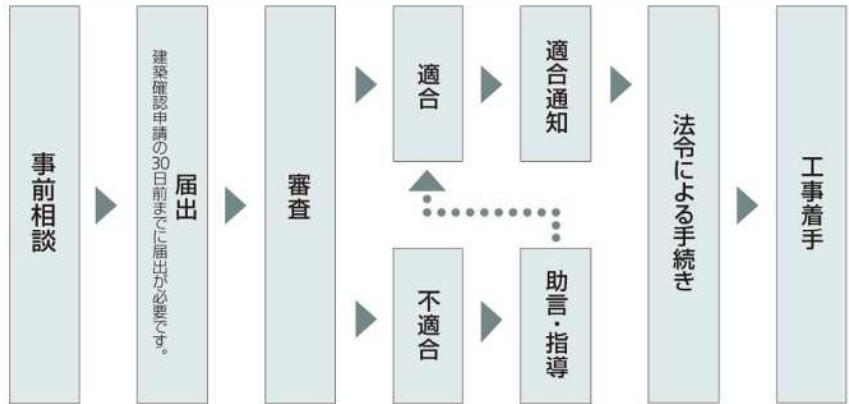 事前相談
届出
建築確認申請の30日前までに届出が必要です。
審査
適合
適合通知
不適合
助言・指導
法令による手続き
工事着手